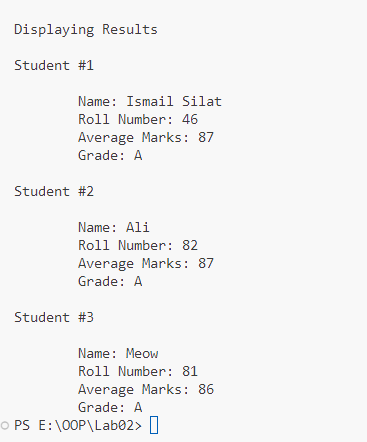 Displaying Results
Student #1
Name: Ismail Silat
Roll Number: 46
Average Marks: 87
Grade: A
Student #2
Name: Ali
Roll Number: 82
Average Marks: 87
Grade: A
Student #3
Name: Meow
Roll Number: 81
Average Marks: 86
Grade: A
PS E:\OOP\Lab02>